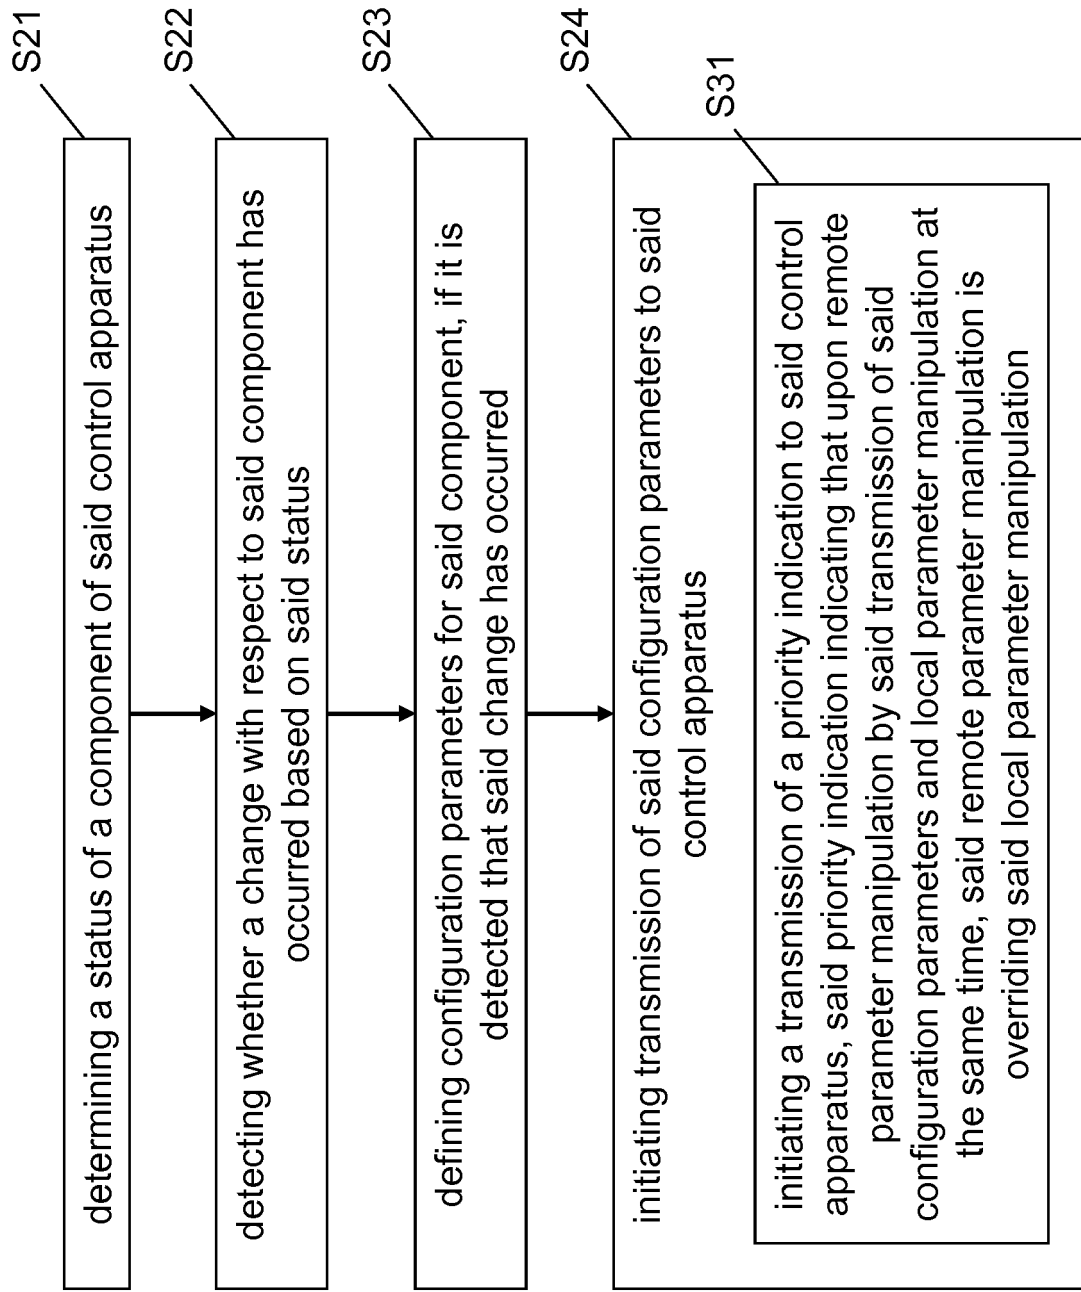 S21
determining a status of a component of said control apparatus
S22
detecting whether a change with respect to said component has
occurred based on said status
S23
defining configuration parameters for said component, if it is
detected that said change has occurred
S24
initiating transmission of said configuration parameters to said
control apparatus
S31
initiating a transmission of a priority indication to said control
apparatus, said priority indication indicating that upon remote
parameter manipulation by said transmission of said
configuration parameters and local parameter manipulation at
the same time, said remote parameter manipulation is
overriding said local parameter manipulation